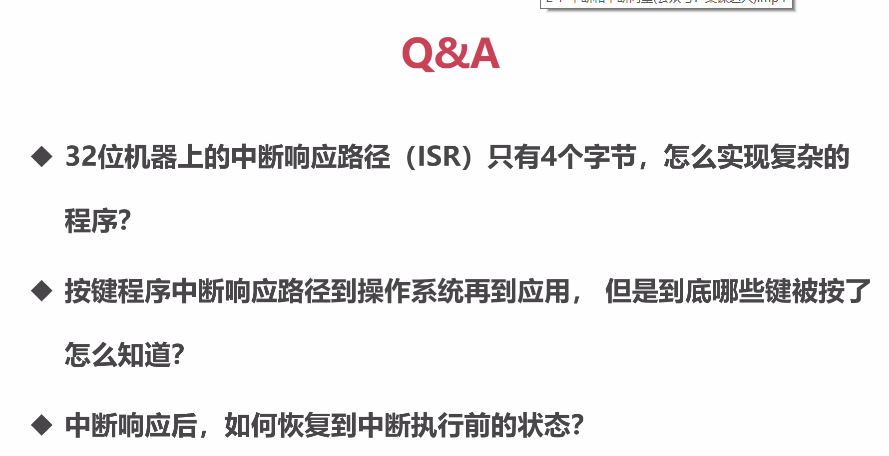 Q&A
32位机器上的中断响应路径（ISR）只有4个字节，怎么实现复杂的
程序？
按键程序中断响应路径到操作系统再到应用， 但是到底哪些键被按了
怎么知道？
中断响应后，如何恢复到中断执行前的状态？